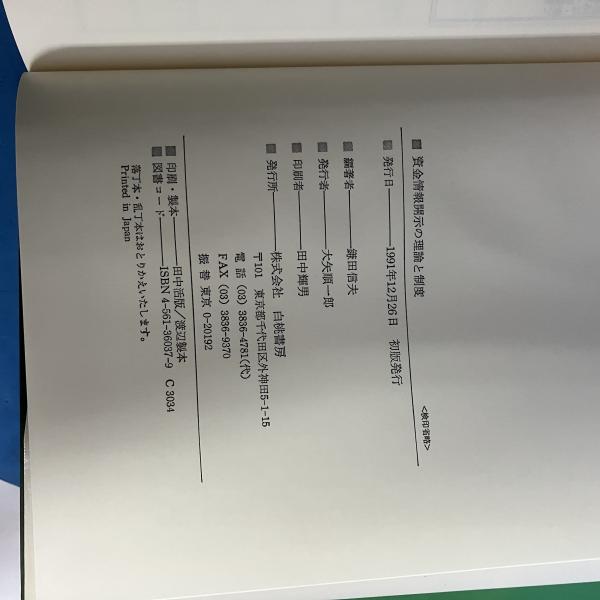 ■ 資金情報開示の理論と制度
<検印省略>
■ 発行日――――1991年12月26日 初版発行
■ 編著者――――鎌田信夫
■ 発行者――――大矢順一郎
■ 印刷者――――田中輝男
■ 発行所――――株式会社 白桃書房
〒101 東京都千代田区外神田5-1-15
電話 (03) 3836-4781(代)
FAX (03) 3836-9370
振替 東京 0-20192
■ 印刷・製本――――田中活版／渡辺製本
■ 図書コード――――ISBN 4-561-36037-9 C 3034
落丁本・乱丁本はおとりかえいたします。
Printed in Japan